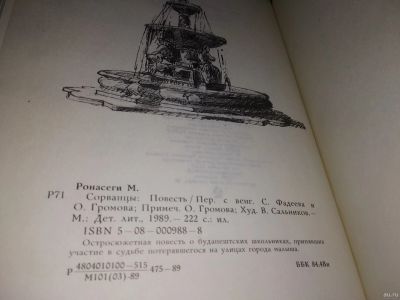 Ронасеги М.
Р71 Сорванцы: Повесть/Пер. с венг. С. Фадеева и
О. Громова; Примеч. О. Громова; Худ. В. Сальников.—
М.: Дет. лит., 1989.— 222 с.: ил.
ISBN 5—08—000988—8
Остросюжетная повесть о будапештских школьниках, принявших
участие в судьбе потерявшегося на улицах города малыша.
Р 4804010100—515 475—89
М101(03)-89
ББК 84.4Вн
au.ru